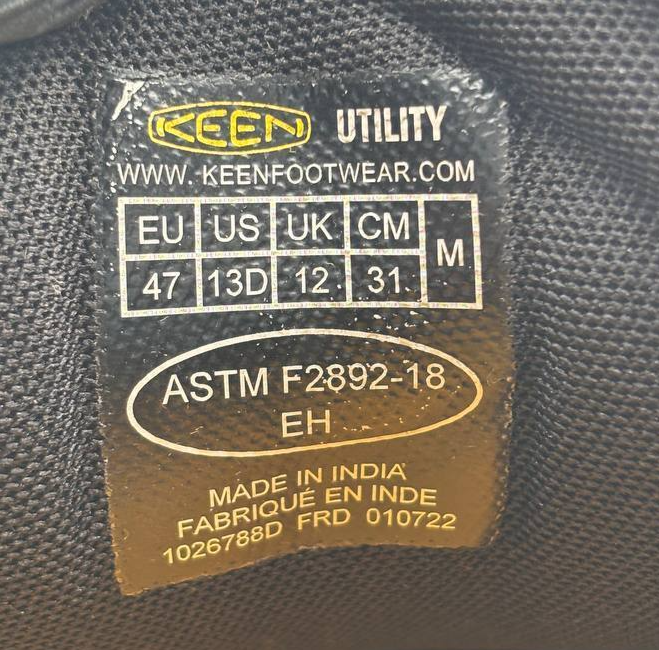 KEEN UTILITY
WWW.KEENFOOTWEAR.COM
EU US UK CM M
47 13D 12 31
ASTM F2892-18
EH
MADE IN INDIA
FABRIQUÉ EN INDE
1026788D FRD 010722